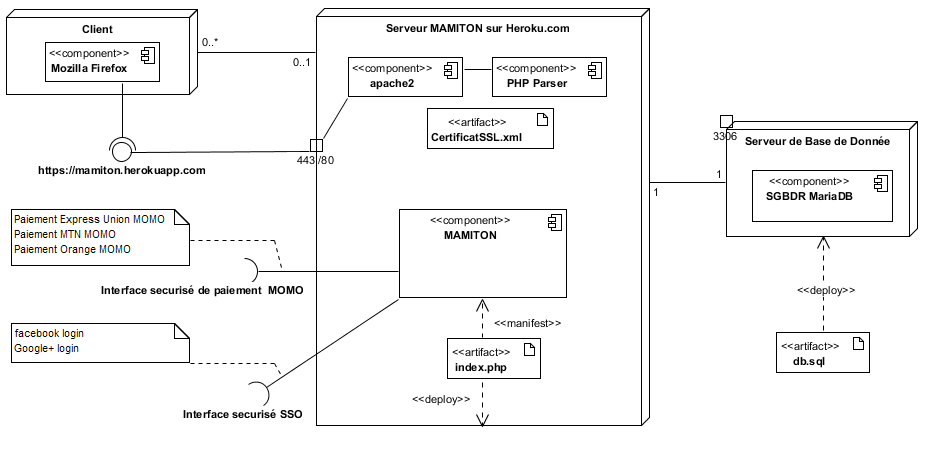 Client
<<component>>
Mozilla Firefox
0..*
0..1
https://mamiton.herokuapp.com
443 /80
Serveur MAMITON sur Heroku.com
<<component>>
apache2
<<component>>
PHP Parser
<<artifact>>
CertificatSSL.xml
<<component>>
MAMITON
<<manifest>>
<<artifact>>
index.php
<<deploy>>
Paiement Express Union MOMO
Paiement MTN MOMO
Paiement Orange MOMO
Interface securisé de paiement MOMO
facebook login
Google+ login
Interface securisé SSO
1
1
3306
Serveur de Base de Donnée
<<component>>
SGBDR MariaDB
<<deploy>>
<<artifact>>
db.sql